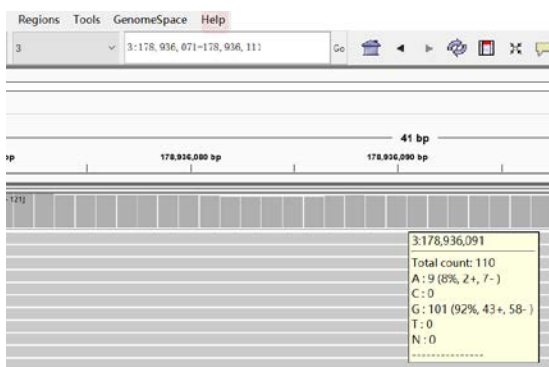 Regions Tools GenomeSpace Help
3 3:178, 936, 071-178, 936, 111 Go
41 bp
bp 178,936,080 bp 178,936,090 bp
- 121]
3:178,936,091
Total count: 110
A : 9 (8%, 2+, 7- )
C : 0
G : 101 (92%, 43+, 58- )
T : 0
N : 0
---------------